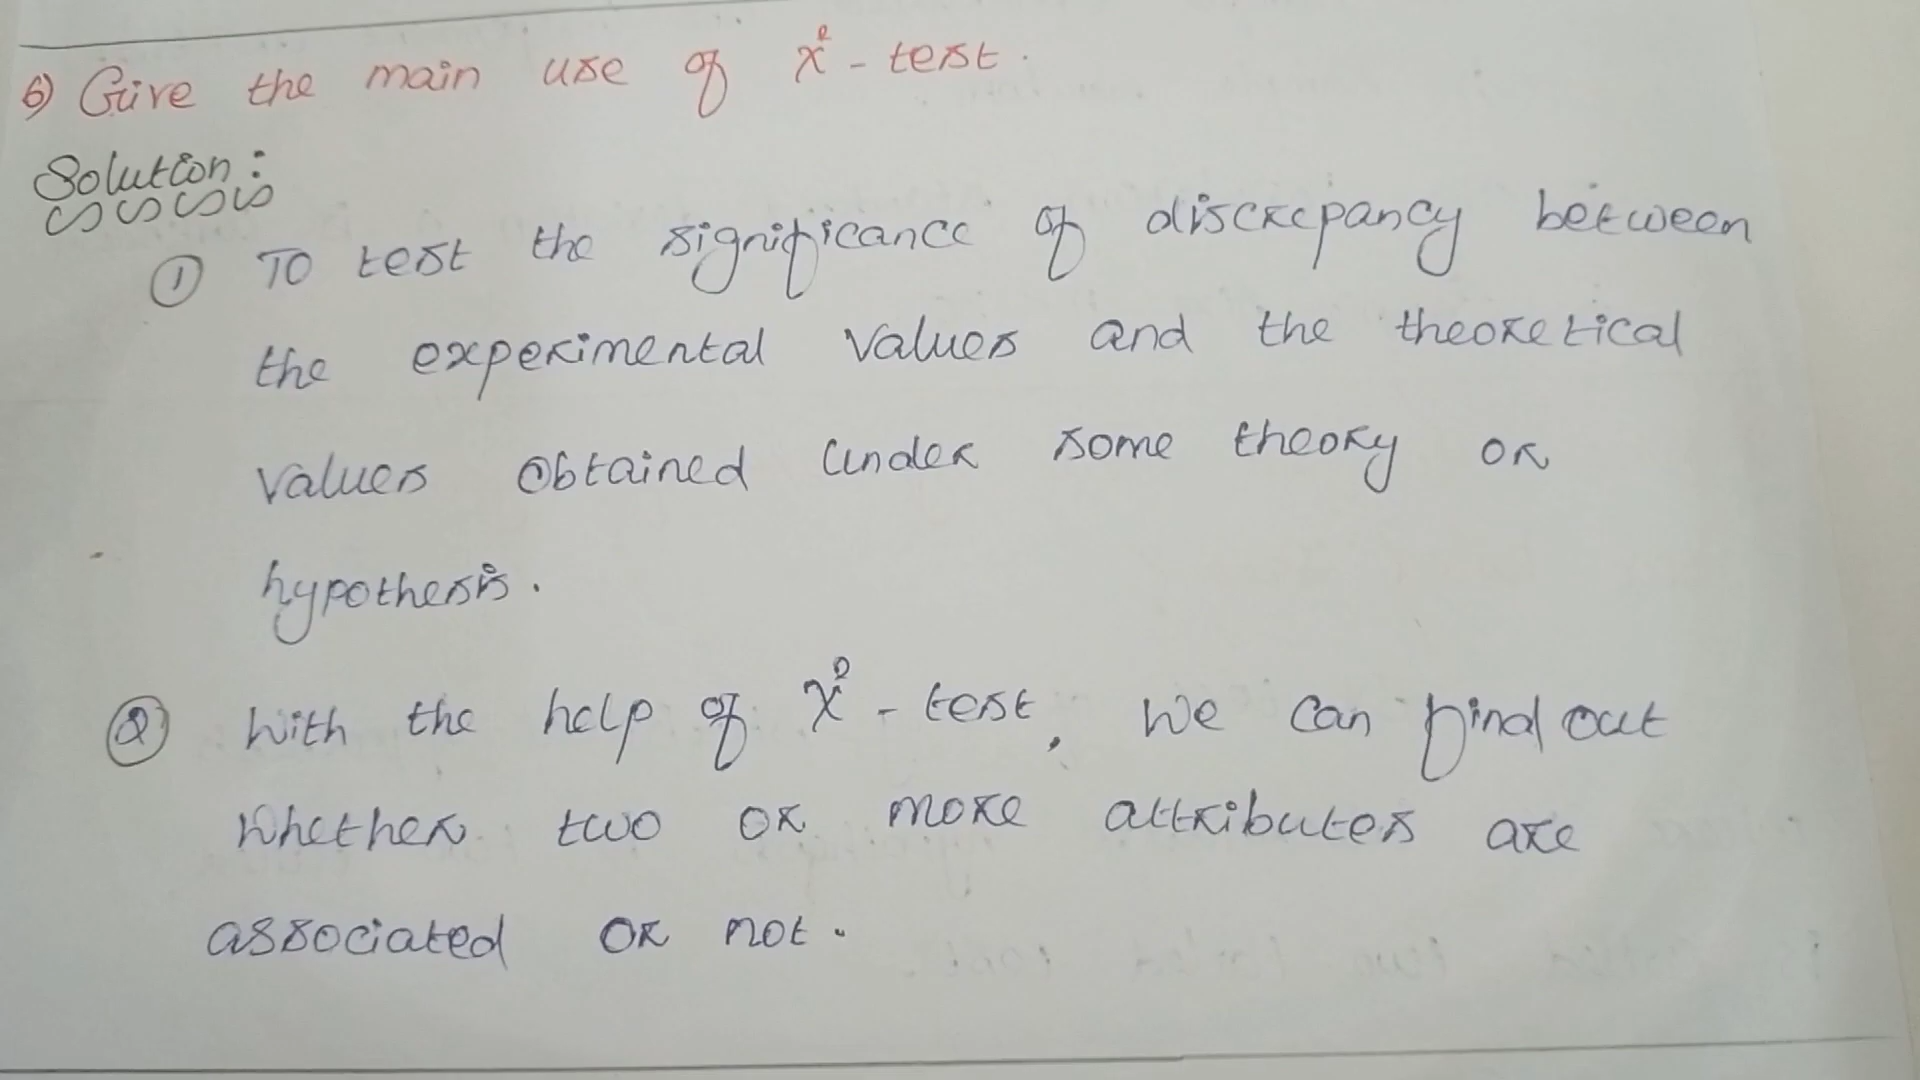 6) Give the main use of χ² - test.
Solution:
① To test the significance of discrepancy between
the experimental values and the theoretical
values obtained under some theory or
hypothesis.
② With the help of χ² - test, we can find out
whether two or more attributes are
associated or not.